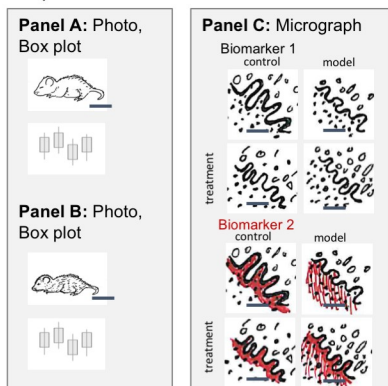 Panel A: Photo,
Box plot
Panel B: Photo,
Box plot
Panel C: Micrograph
Biomarker 1
control model
treatment
Biomarker 2
control model
treatment